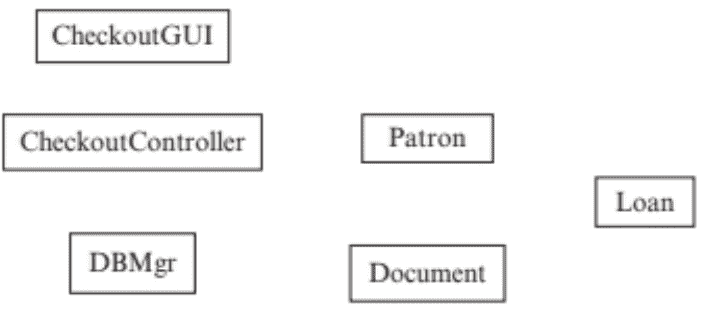 CheckoutGUI
CheckoutController
Patron
Loan
DBMgr
Document